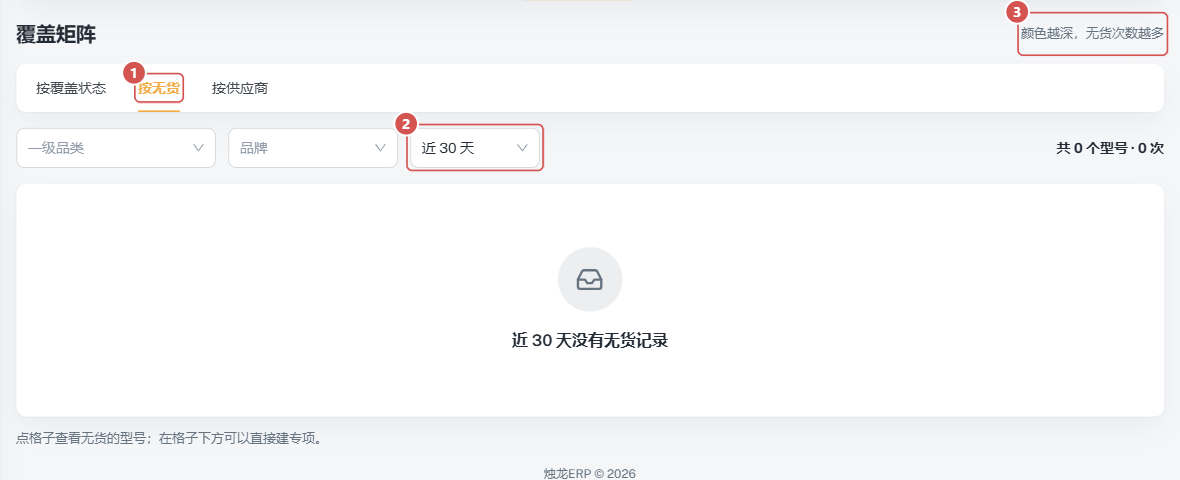 覆盖矩阵
3
颜色越深，无货次数越多
1
按覆盖状态 按无货 按供应商
2
一级品类 品牌 近 30 天 共 0 个型号 · 0 次
近 30 天没有无货记录
点格子查看无货的型号；在格子下方可以直接建专项。
烛龙ERP © 2026